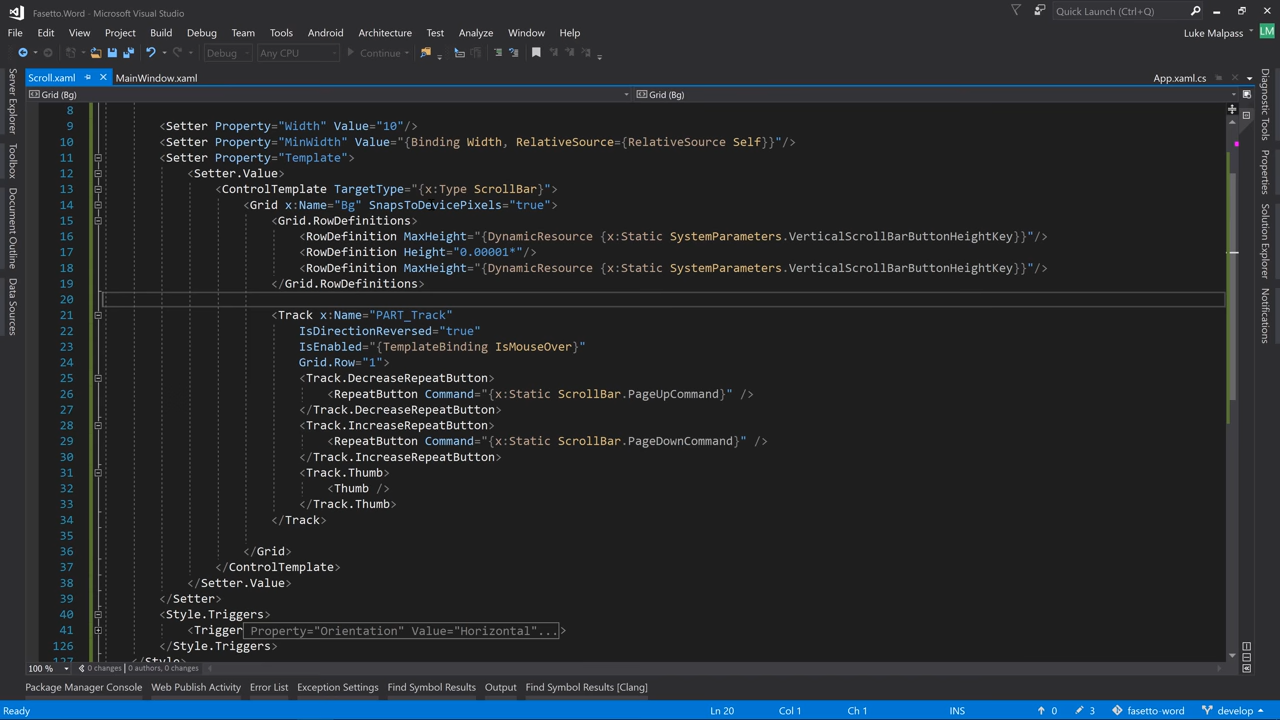 Fasetto.Word - Microsoft Visual Studio
Quick Launch (Ctrl+Q)
File Edit View Project Build Debug Team Tools Android Architecture Test Analyze Window Help
Luke Malpass LM
Debug Any CPU Continue
Scroll.xaml MainWindow.xaml App.xaml.cs
Grid (Bg) Grid (Bg)
Server Explorer
Toolbox
Document Outline
Data Sources
8
9 <Setter Property="Width" Value="10"/>
10 <Setter Property="MinWidth" Value="{Binding Width, RelativeSource={RelativeSource Self}}"/>
11 <Setter Property="Template">
12 <Setter.Value>
13 <ControlTemplate TargetType="{x:Type ScrollBar}">
14 <Grid x:Name="Bg" SnapsToDevicePixels="true">
15 <Grid.RowDefinitions>
16 <RowDefinition MaxHeight="{DynamicResource {x:Static SystemParameters.VerticalScrollBarButtonHeightKey}}"/>
17 <RowDefinition Height="0.00001*"/>
18 <RowDefinition MaxHeight="{DynamicResource {x:Static SystemParameters.VerticalScrollBarButtonHeightKey}}"/>
19 </Grid.RowDefinitions>
20
21 <Track x:Name="PART_Track"
22 IsDirectionReversed="true"
23 IsEnabled="{TemplateBinding IsMouseOver}"
24 Grid.Row="1">
25 <Track.DecreaseRepeatButton>
26 <RepeatButton Command="{x:Static ScrollBar.PageUpCommand}" />
27 </Track.DecreaseRepeatButton>
28 <Track.IncreaseRepeatButton>
29 <RepeatButton Command="{x:Static ScrollBar.PageDownCommand}" />
30 </Track.IncreaseRepeatButton>
31 <Track.Thumb>
32 <Thumb />
33 </Track.Thumb>
34 </Track>
35
36 </Grid>
37 </ControlTemplate>
38 </Setter.Value>
39 </Setter>
40 <Style.Triggers>
41 <Trigger Property="Orientation" Value="Horizontal"...>
126 </Style.Triggers>
127 </Style>
Diagnostic Tools
Properties
Solution Explorer
Notifications
100 % 0 changes | 0 authors, 0 changes
Package Manager Console Web Publish Activity Error List Exception Settings Find Symbol Results Output Find Symbol Results [Clang]
Ready Ln 20 Col 1 Ch 1 INS 0 3 fasetto-word develop